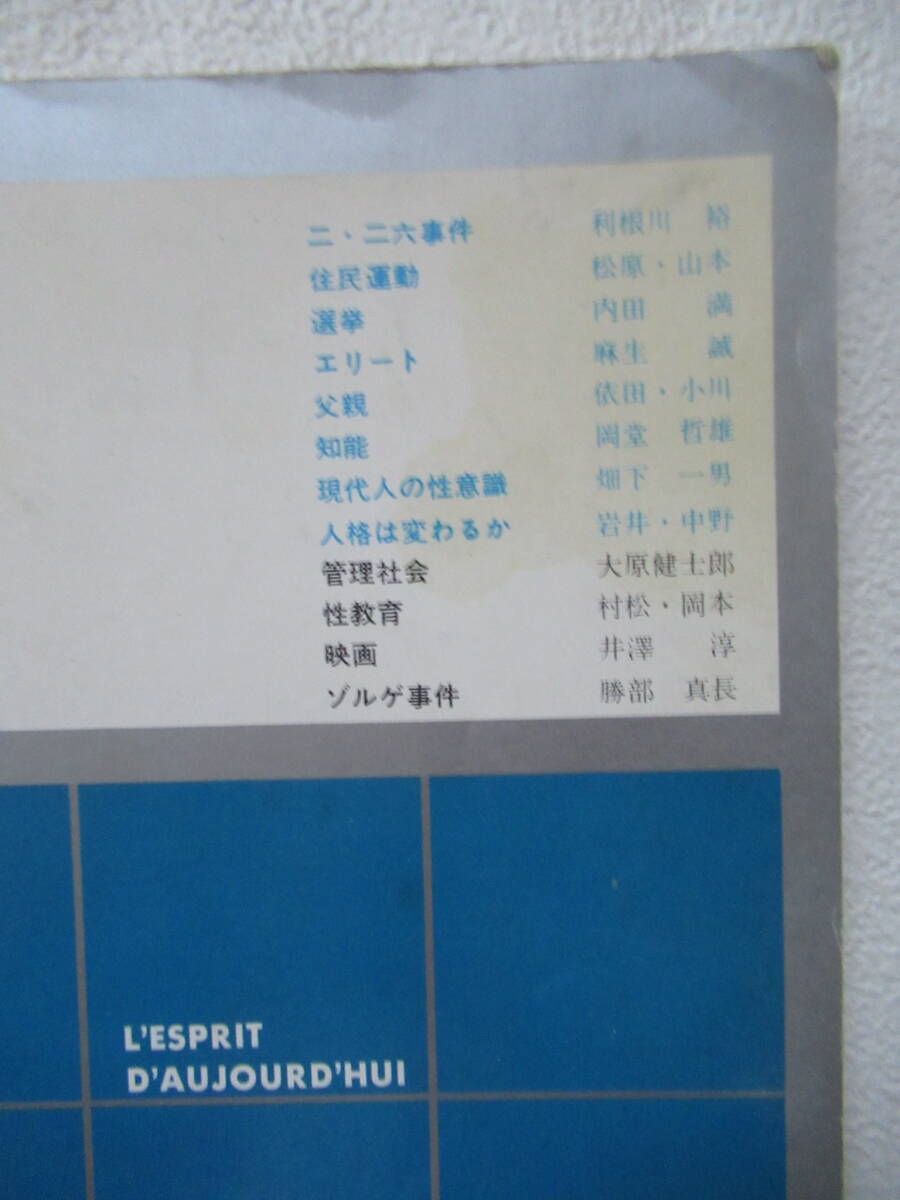 二・二六事件 利根川 裕
住民運動 松原・山本
選挙 内田 満
エリート 麻生 誠
父親 依田・小川
知能 岡堂 哲雄
現代人の性意識 畑下 一男
人格は変わるか 岩井・中野
管理社会 大原健士郎
性教育 村松・岡本
映画 井澤 淳
ゾルゲ事件 勝部 真長
L'ESPRIT
D'AUJOURD'HUI